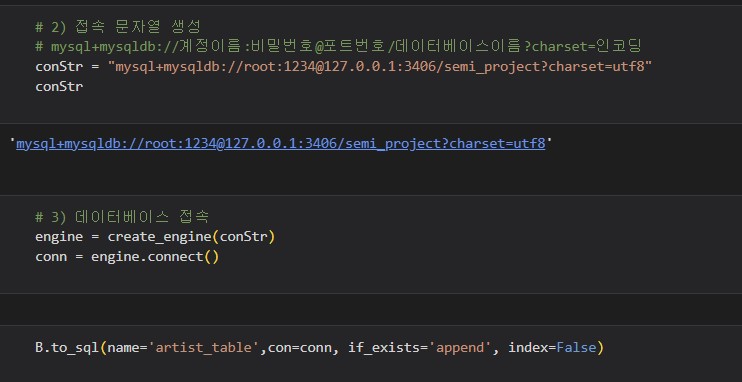 # 2) 접속 문자열 생성
# mysql+mysqldb://계정이름:비밀번호@포트번호/데이터베이스이름?charset=인코딩
conStr = "mysql+mysqldb://root:1234@127.0.0.1:3406/semi_project?charset=utf8"
conStr
'mysql+mysqldb://root:1234@127.0.0.1:3406/semi_project?charset=utf8'
# 3) 데이터베이스 접속
engine = create_engine(conStr)
conn = engine.connect()
B.to_sql(name='artist_table',con=conn, if_exists='append', index=False)